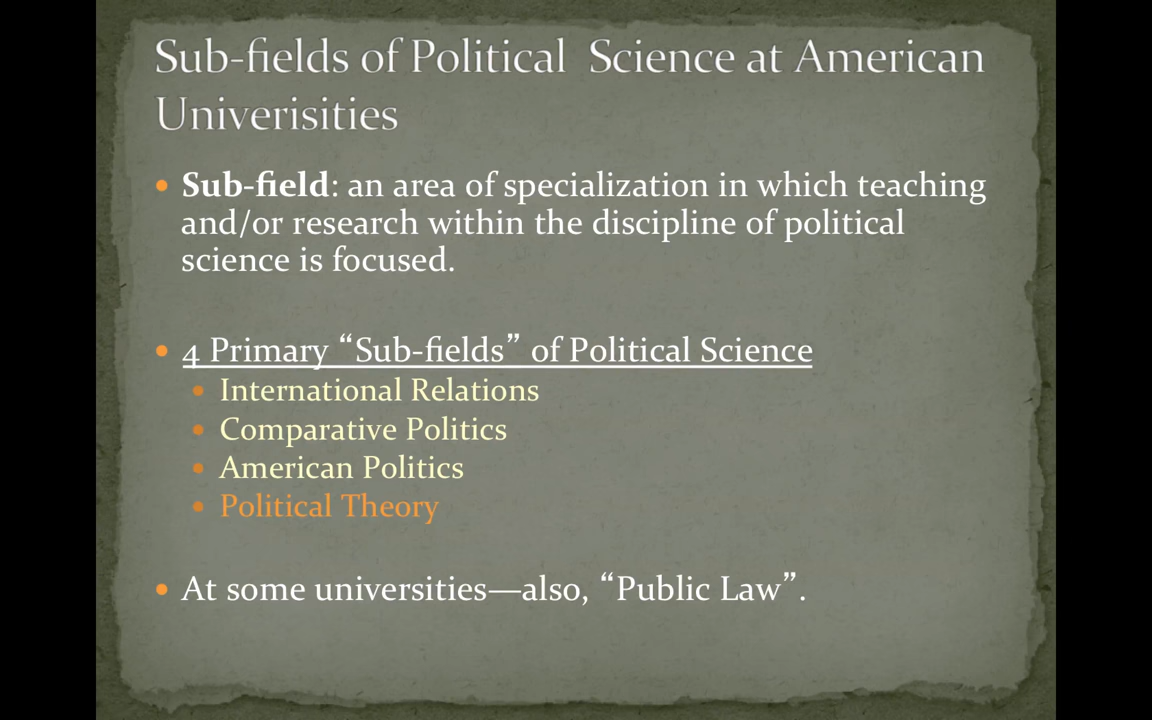 Sub-fields of Political  Science at American
Univerisities
• Sub-field: an area of specialization in which teaching
and/or research within the discipline of political
science is focused.
• 4 Primary “Sub-fields” of Political Science
• International Relations
• Comparative Politics
• American Politics
• Political Theory
• At some universities—also, “Public Law”.